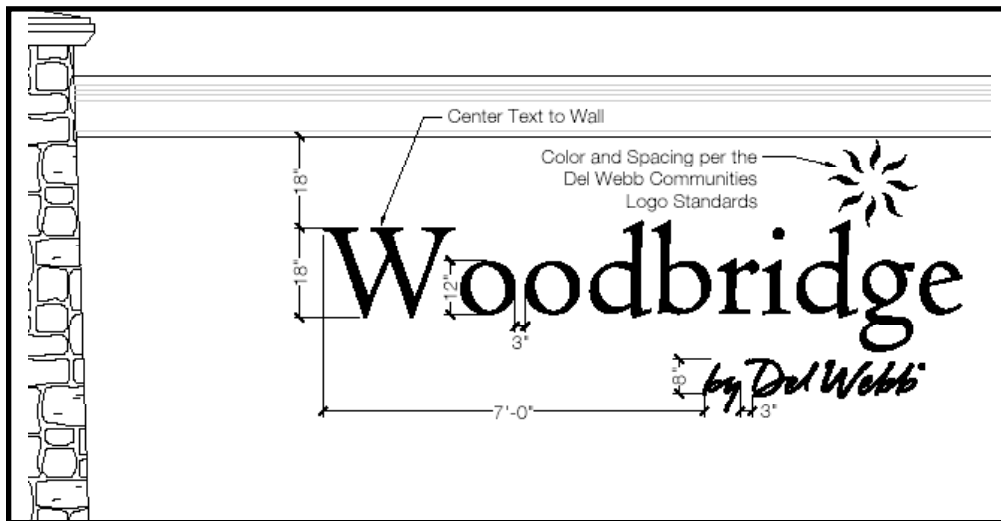 Center Text to Wall
Color and Spacing per the
Del Webb Communities
Logo Standards
18"
18"
Woodbridge
12"
3"
8"
by Del Webb
7'-0"
3"